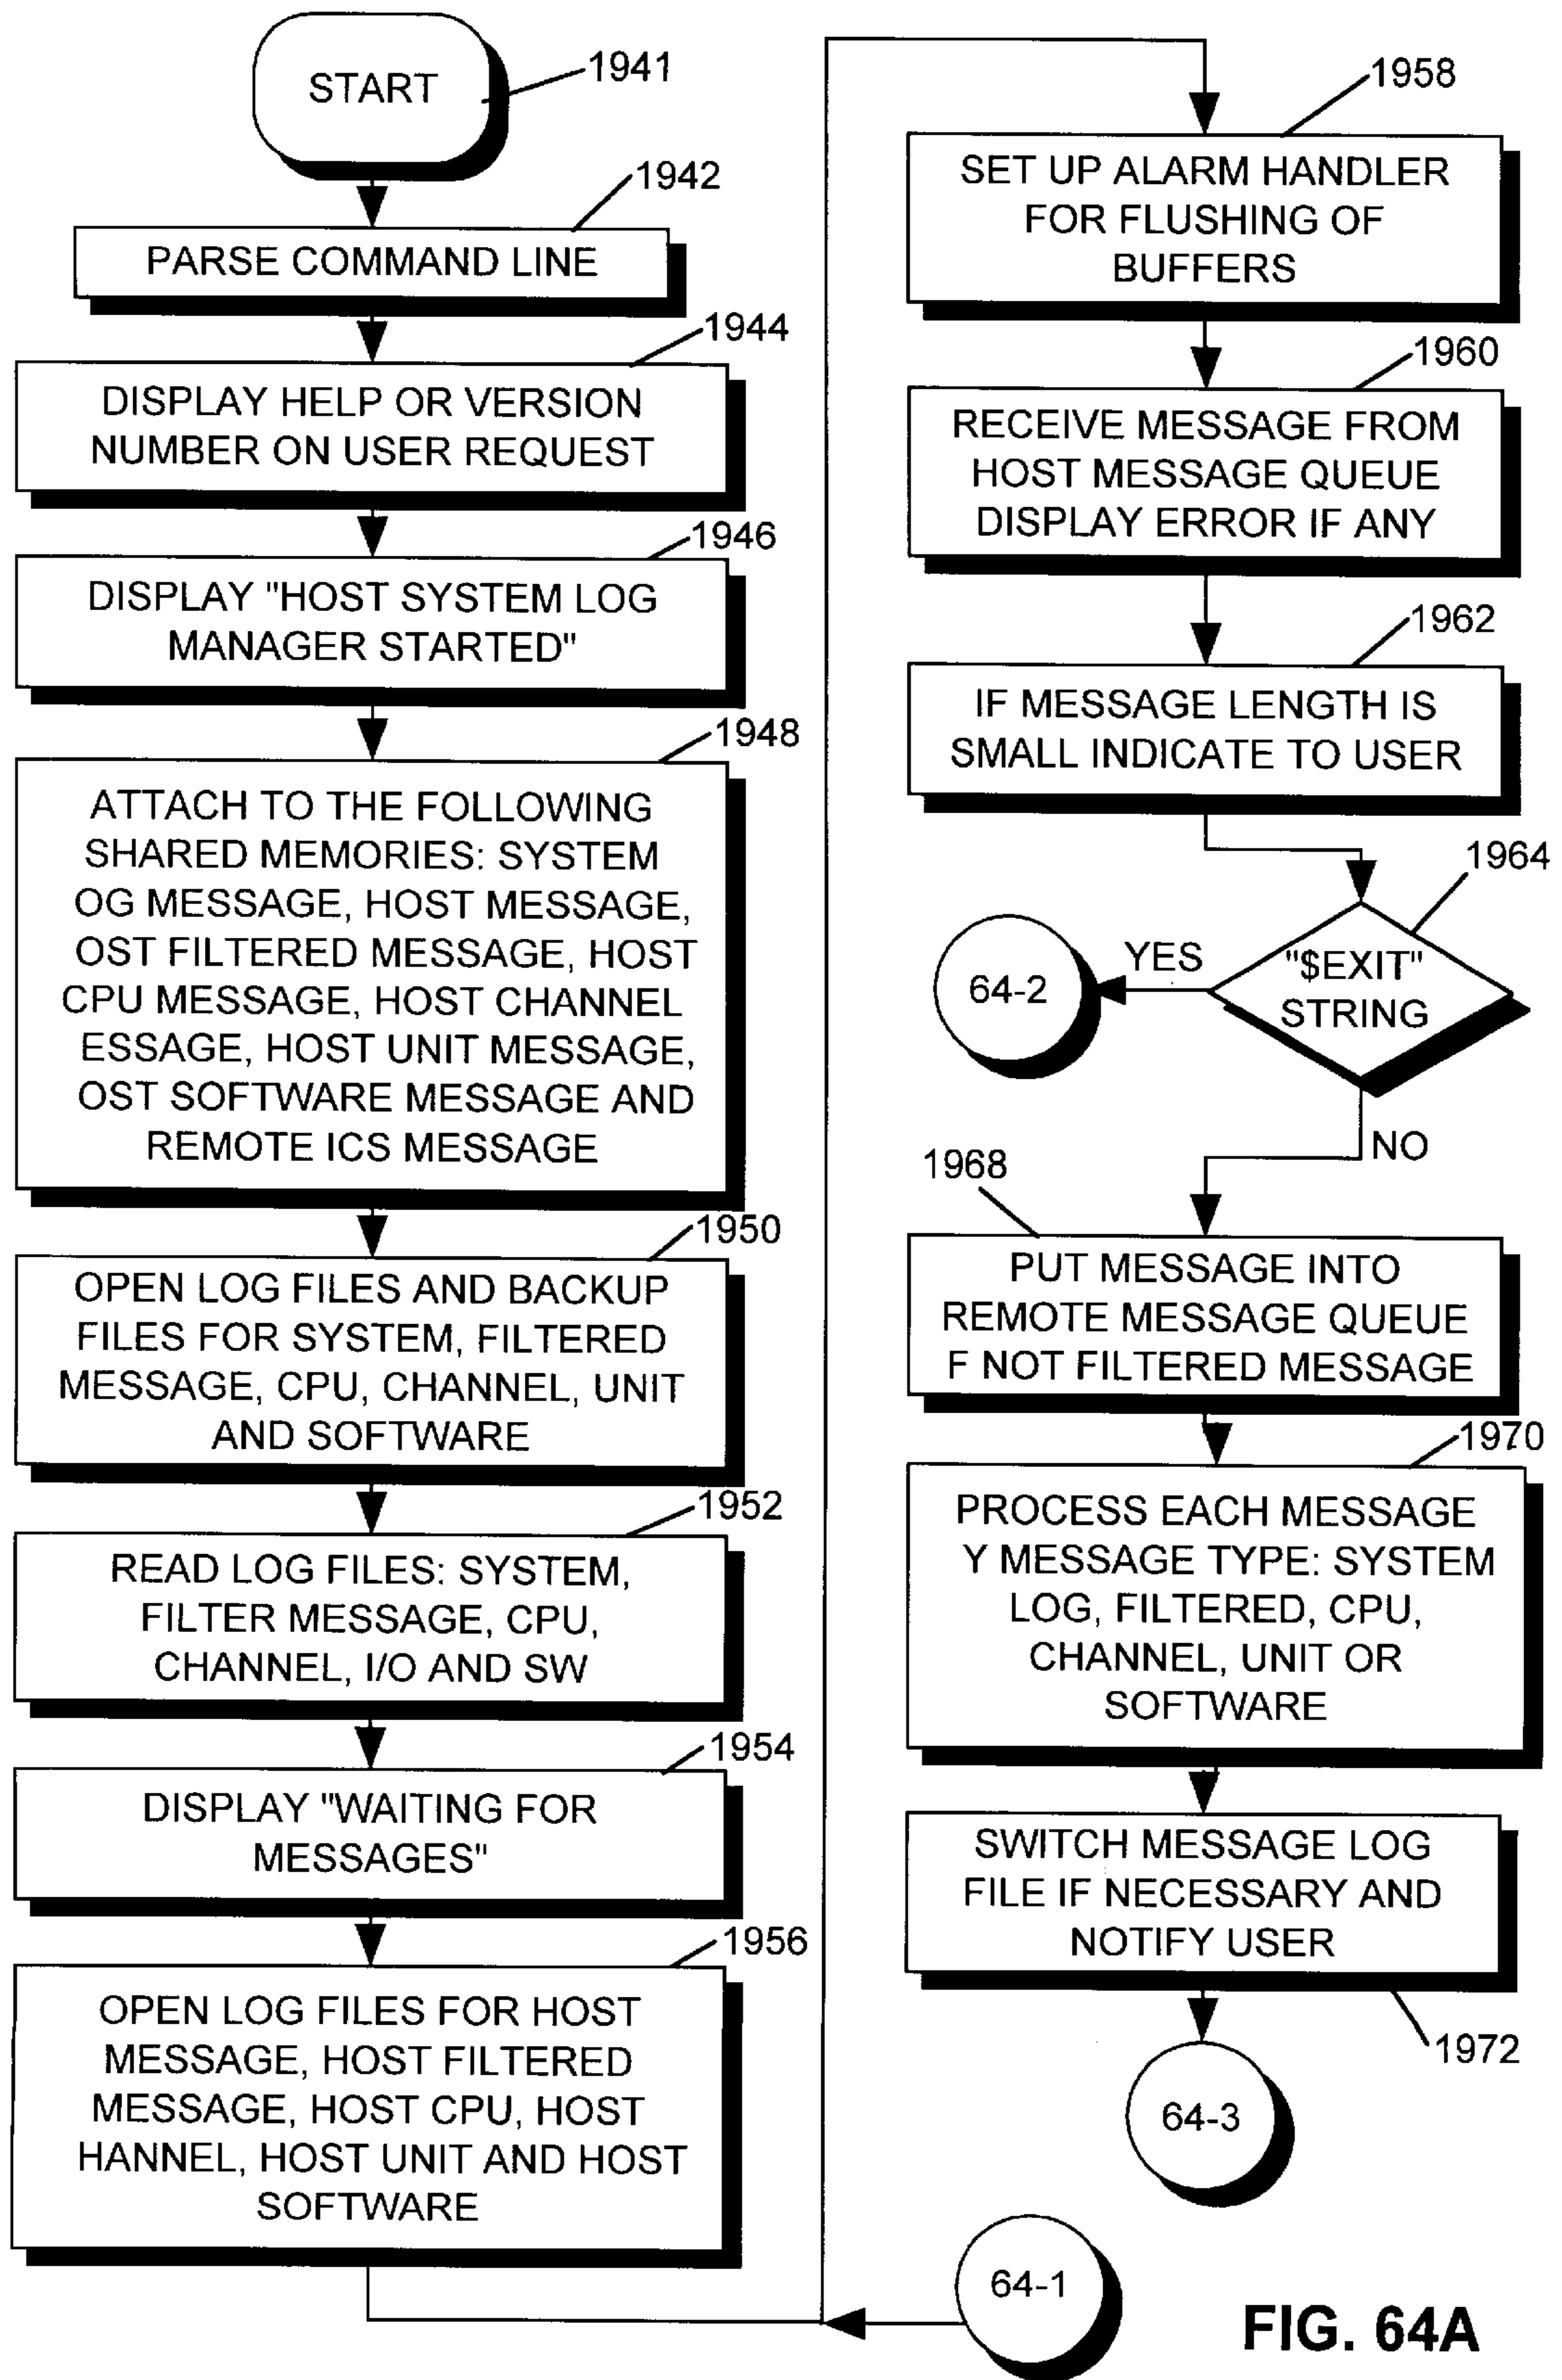 START
1941
1942
PARSE COMMAND LINE
1944
DISPLAY HELP OR VERSION
NUMBER ON USER REQUEST
1946
DISPLAY "HOST SYSTEM LOG
MANAGER STARTED"
1948
ATTACH TO THE FOLLOWING
SHARED MEMORIES: SYSTEM
OG MESSAGE, HOST MESSAGE,
OST FILTERED MESSAGE, HOST
CPU MESSAGE, HOST CHANNEL
ESSAGE, HOST UNIT MESSAGE,
OST SOFTWARE MESSAGE AND
REMOTE ICS MESSAGE
1950
OPEN LOG FILES AND BACKUP
FILES FOR SYSTEM, FILTERED
MESSAGE, CPU, CHANNEL, UNIT
AND SOFTWARE
1952
READ LOG FILES: SYSTEM,
FILTER MESSAGE, CPU,
CHANNEL, I/O AND SW
1954
DISPLAY "WAITING FOR
MESSAGES"
1956
OPEN LOG FILES FOR HOST
MESSAGE, HOST FILTERED
MESSAGE, HOST CPU, HOST
HANNEL, HOST UNIT AND HOST
SOFTWARE
1958
SET UP ALARM HANDLER
FOR FLUSHING OF
BUFFERS
1960
RECEIVE MESSAGE FROM
HOST MESSAGE QUEUE
DISPLAY ERROR IF ANY
1962
IF MESSAGE LENGTH IS
SMALL INDICATE TO USER
1964
"$EXIT"
STRING
YES
64-2
NO
1968
PUT MESSAGE INTO
REMOTE MESSAGE QUEUE
F NOT FILTERED MESSAGE
1970
PROCESS EACH MESSAGE
Y MESSAGE TYPE: SYSTEM
LOG, FILTERED, CPU,
CHANNEL, UNIT OR
SOFTWARE
SWITCH MESSAGE LOG
FILE IF NECESSARY AND
NOTIFY USER
1972
64-3
64-1
FIG. 64A